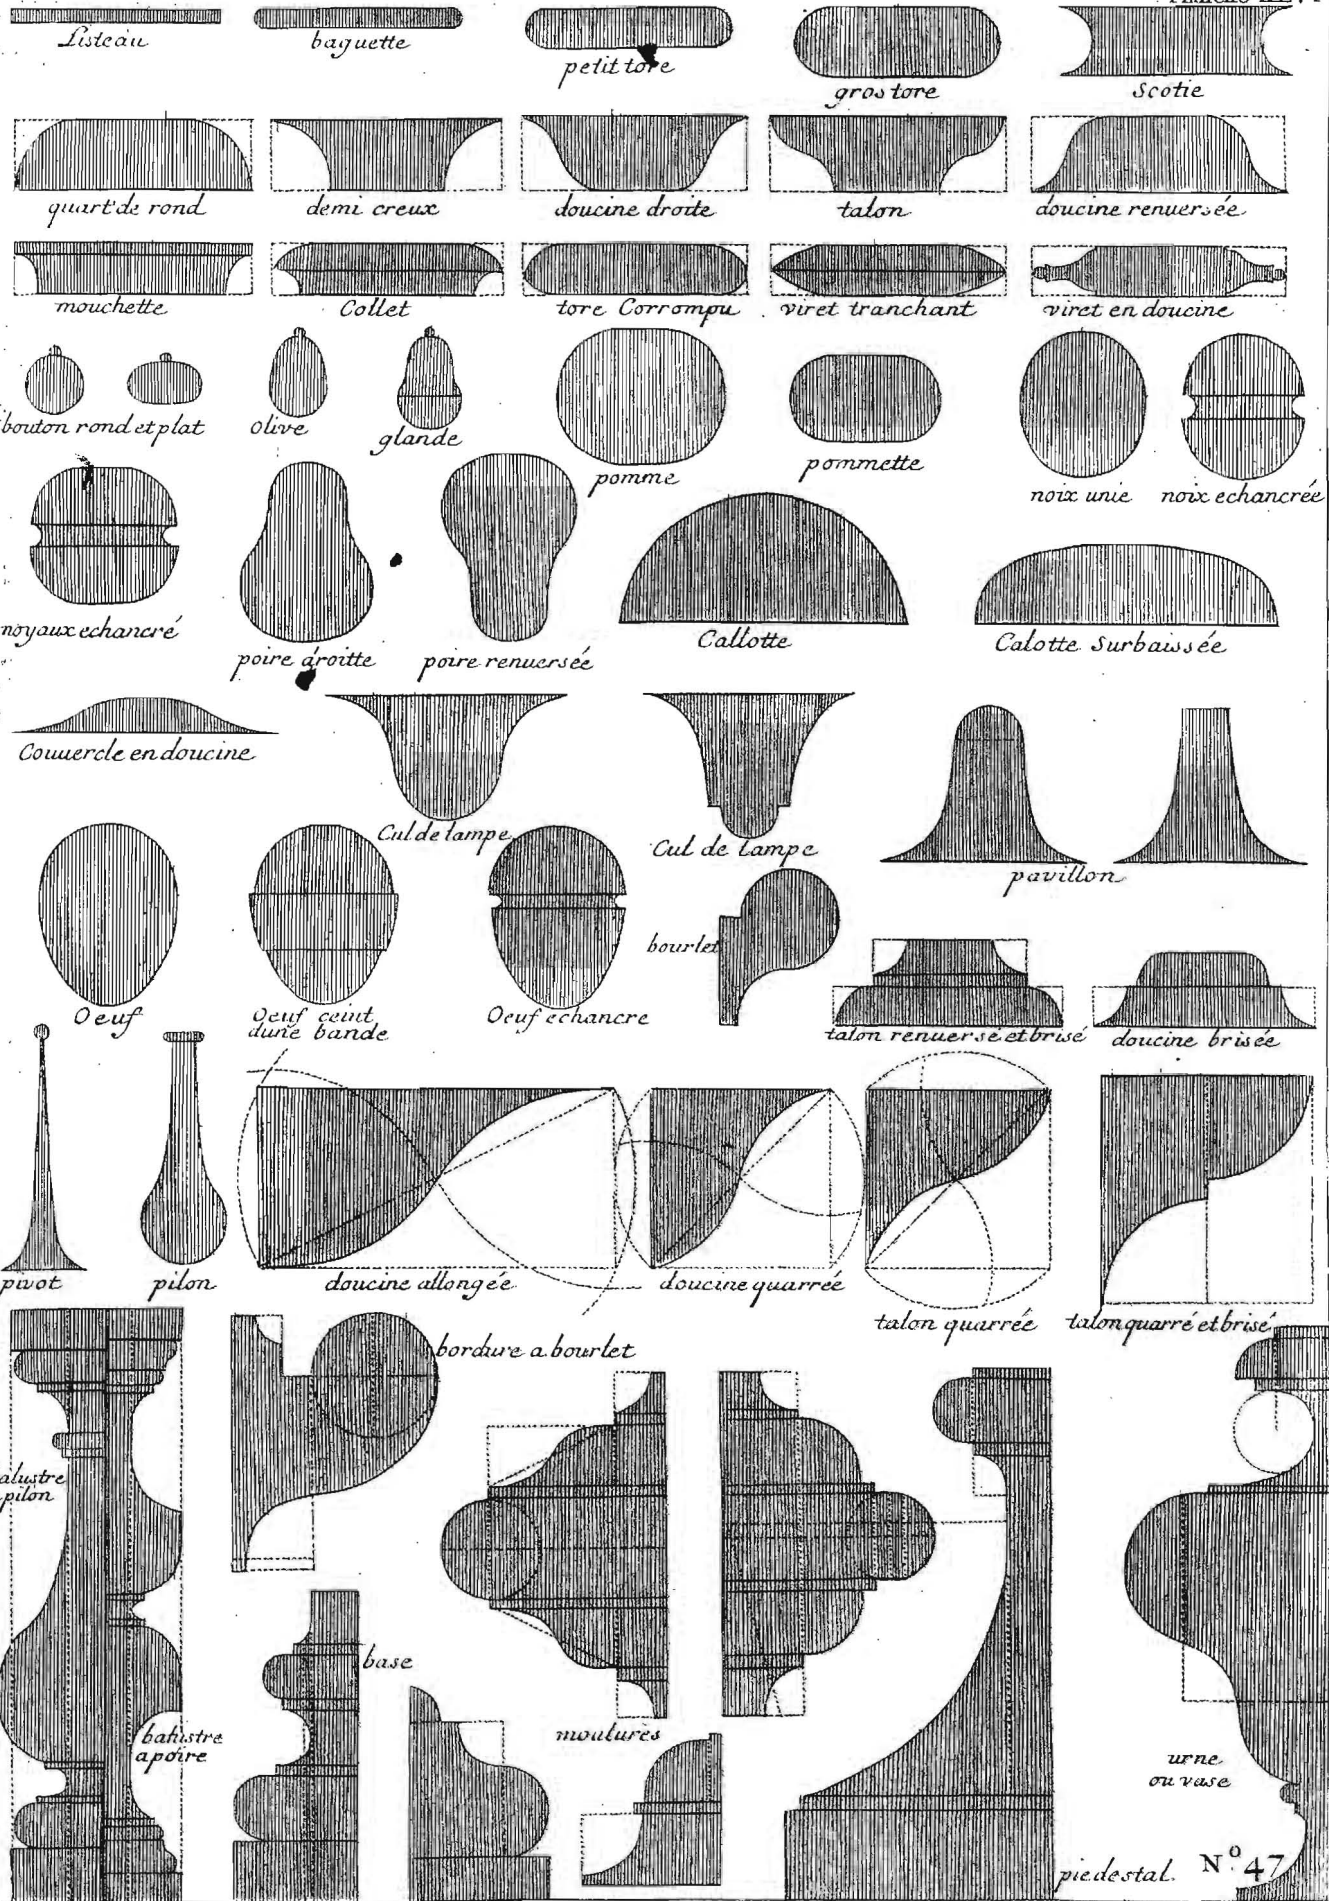 Listeau
baguette
petit tore
gros tore
Scotie
quart de rond
demi creux
doucine droite
talon
doucine renuersée
mouchette
Collet
tore Corrompu
viret tranchant
viret en doucine
bouton rond et plat
olive
glande
pomme
pommette
noix unie
noix echancrée
noyaux echancré
poire droitte
poire renuersée
Callotte
Calotte Surbaissée
Couuercle en doucine
Cul de lampe
Cul de lampe
pavillon
Oeuf
Oeuf ceint
dune bande
Oeuf echancre
bourlet
talon renuersé et brisé
doucine brisée
pivot
pilon
doucine allongée
doucine quarreé
talon quarrée
talon quarré et brisé
bordure a bourlet
alustre
pilon
balustre
a poire
base
moulures
piedestal
urne
ou vase
N.º 47